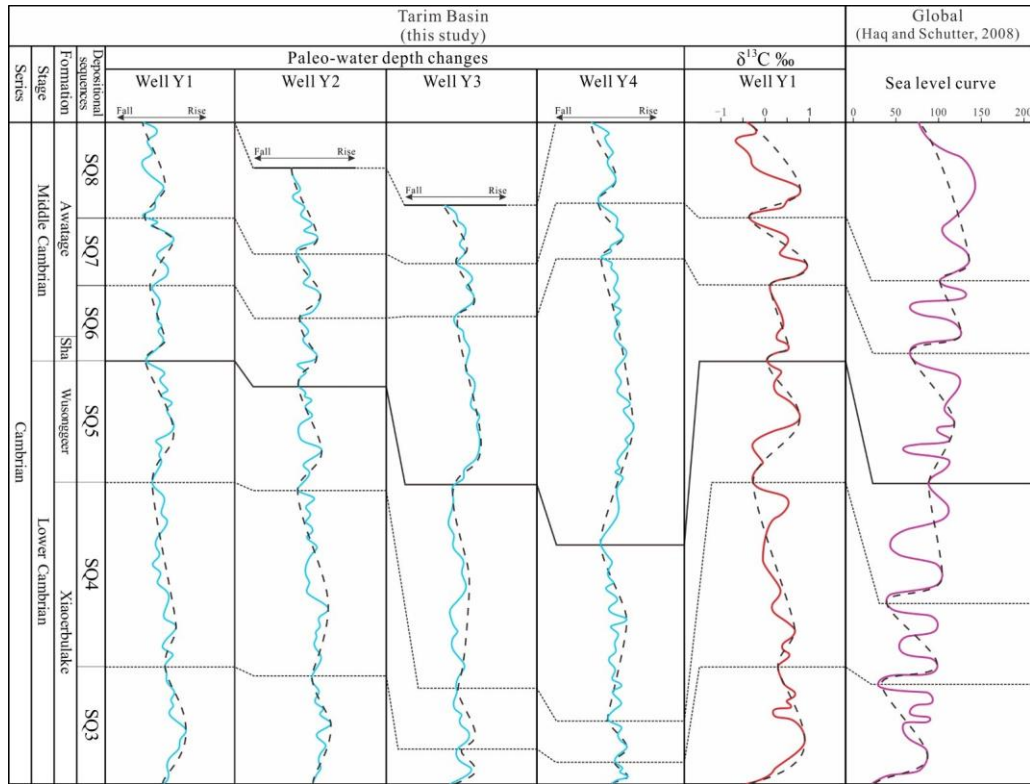 Tarim Basin
(this study)
Global
(Haq and Schutter, 2008)
Series
Stage
Formation
Depositional
sequences
Paleo-water depth changes
δ¹³C ‰
Well Y1
Well Y2
Well Y3
Well Y4
Well Y1
Sea level curve
Fall Rise
Fall Rise
−1 0 1
0 50 100 150 200
Fall Rise
Fall Rise
Cambrian
Middle Cambrian
Lower Cambrian
Awatage
Sha
Wusonggeer
Xiaoerbulake
SQ8
SQ7
SQ6
SQ5
SQ4
SQ3